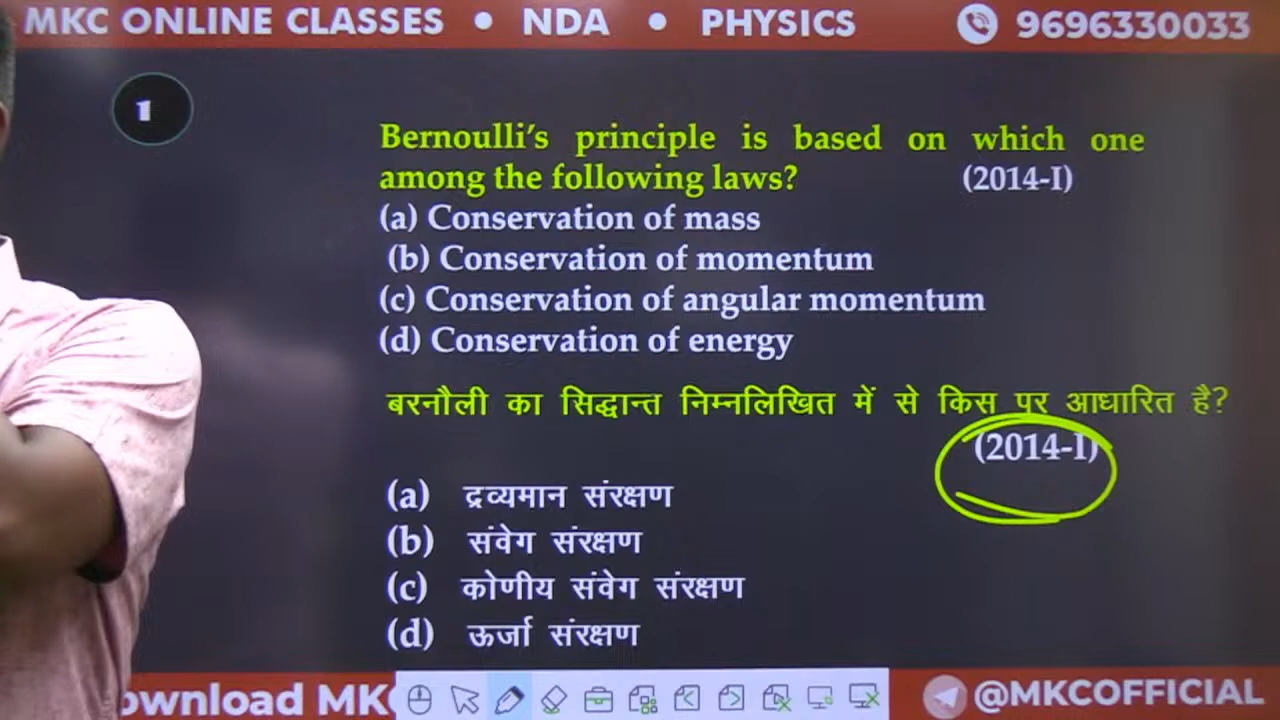 MKC ONLINE CLASSES • NDA • PHYSICS 9696330033
1
Bernoulli's principle is based on which one
among the following laws? (2014-I)
(a) Conservation of mass
(b) Conservation of momentum
(c) Conservation of angular momentum
(d) Conservation of energy
बरनौली का सिद्धान्त निम्नलिखित में से किस पर आधारित है?
(2014-I)
(a) द्रव्यमान संरक्षण
(b) संवेग संरक्षण
(c) कोणीय संवेग संरक्षण
(d) ऊर्जा संरक्षण
ownload MK @MKCOFFICIAL